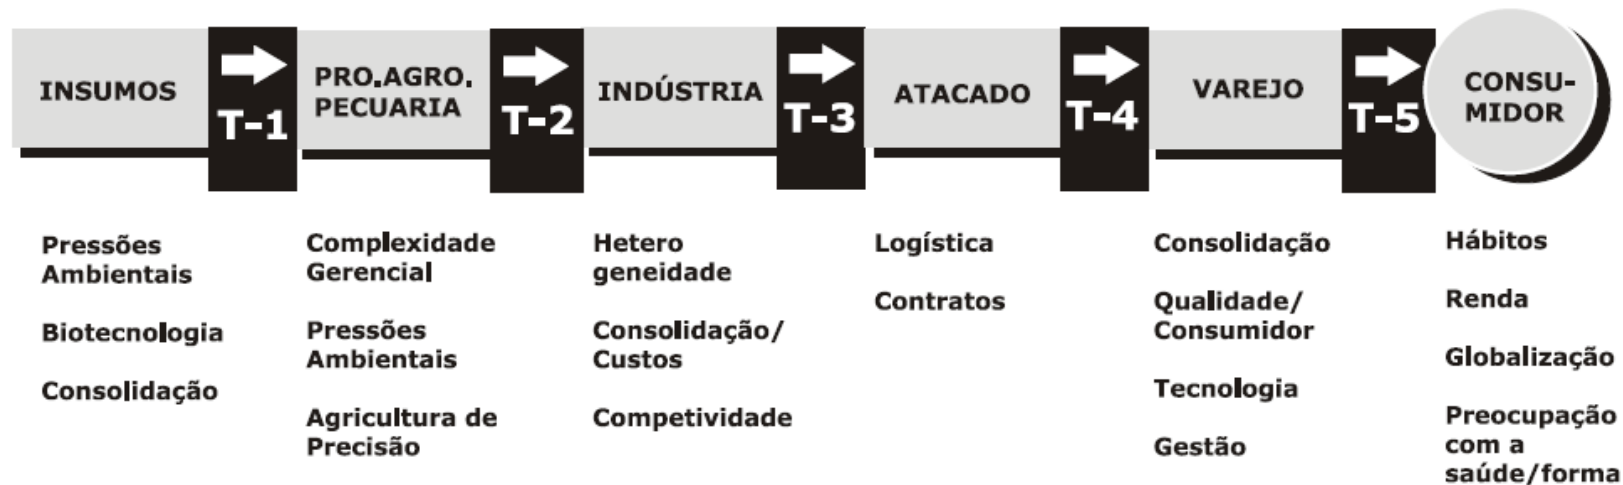 INSUMOS
T-1
PRO.AGRO.
PECUARIA
T-2
INDÚSTRIA
T-3
ATACADO
T-4
VAREJO
T-5
CONSU-
MIDOR
Pressões
Ambientais
Biotecnologia
Consolidação
Complexidade
Gerencial
Pressões
Ambientais
Agricultura de
Precisão
Hetero
geneidade
Consolidação/
Custos
Competividade
Logística
Contratos
Consolidação
Qualidade/
Consumidor
Tecnologia
Gestão
Hábitos
Renda
Globalização
Preocupação
com a
saúde/forma